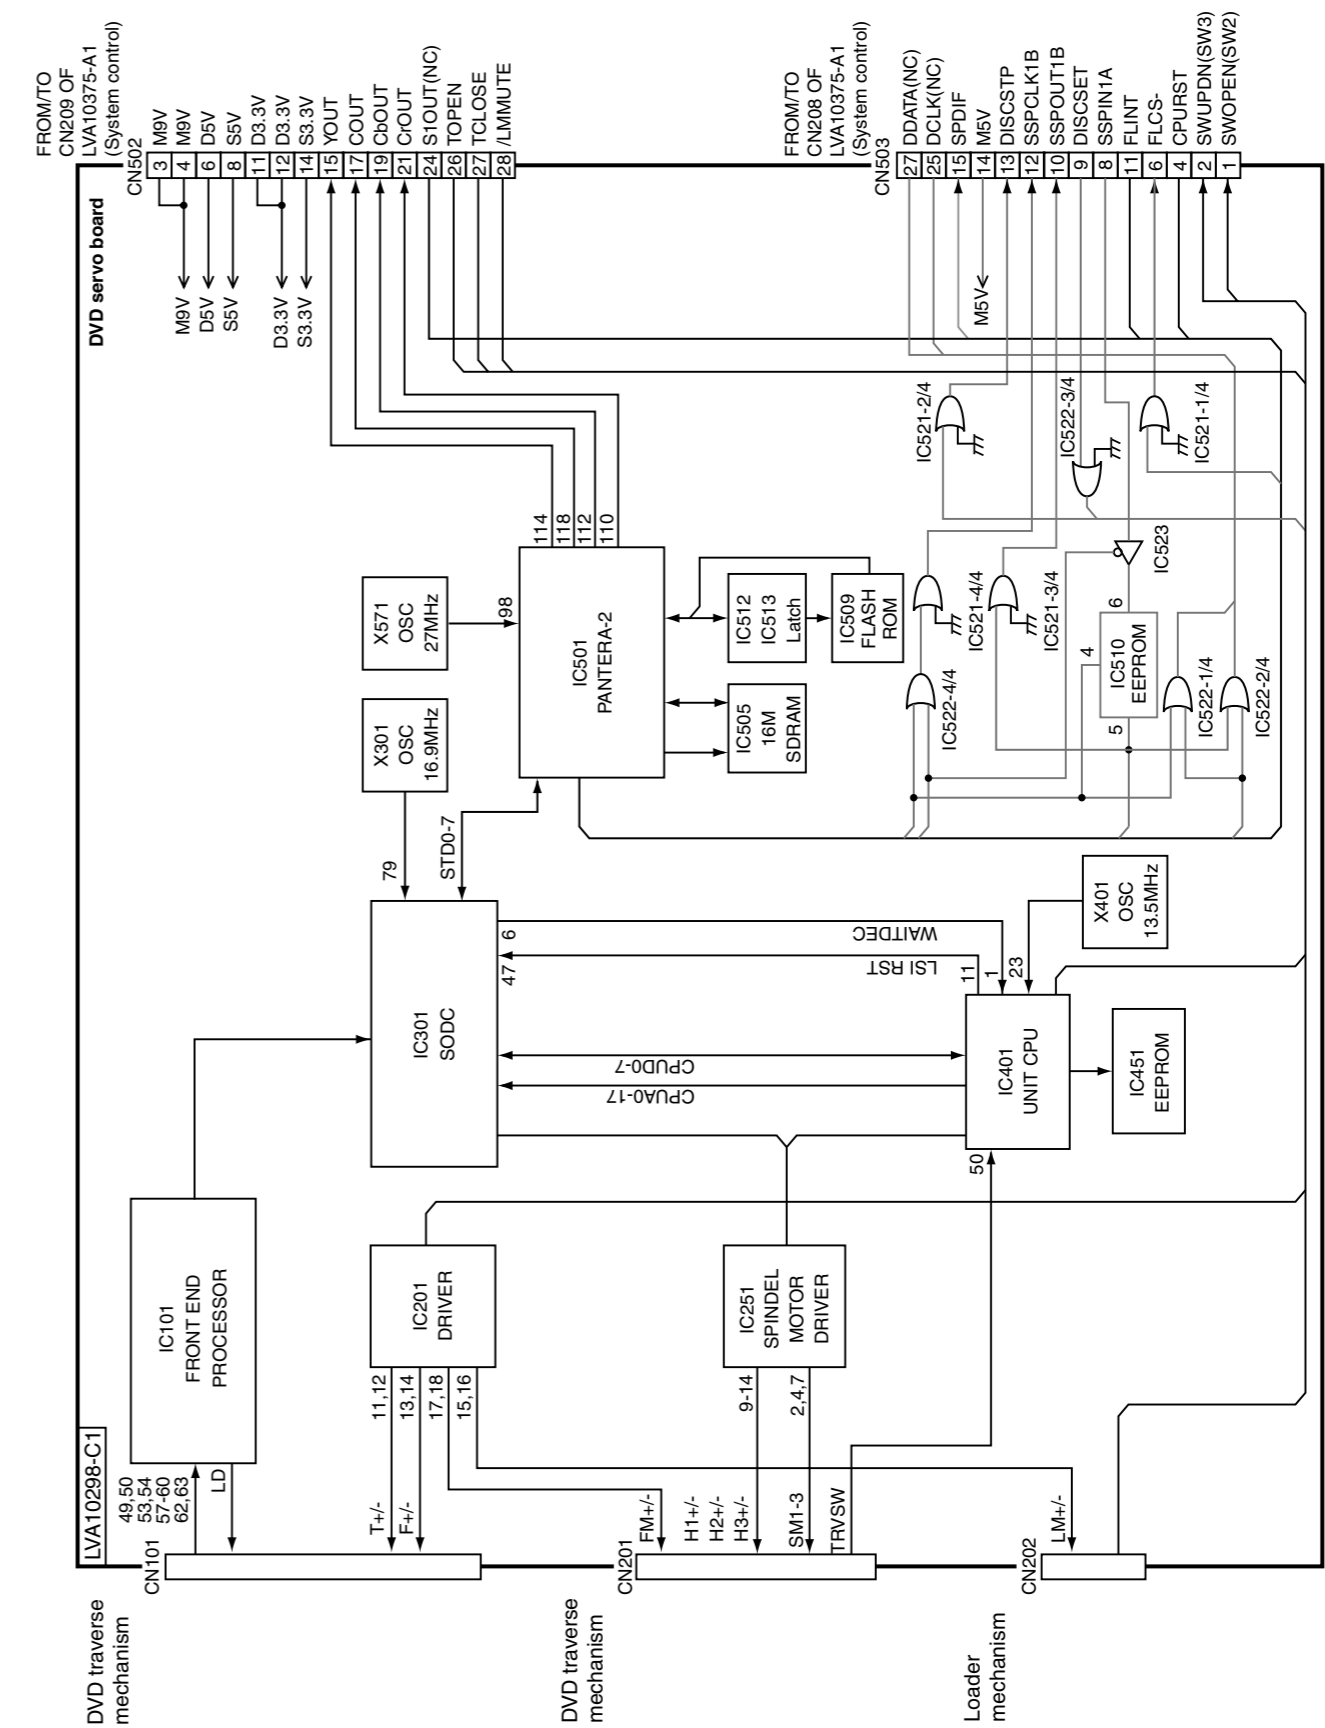 DVD traverse
mechanism
DVD traverse
mechanism
Loader
mechanism
LVA10298-C1
DVD servo board
CN101
49,50
53,54
57-60
62,63
LD
T+/-
F+/-
11,12
13,14
17,18
15,16
CN201
FM+/-
H1+/-
H2+/-
H3+/-
SM1-3
TRVSW
9-14
2,4,7
CN202
LM+/-
IC101
FRONT END
PROCESSOR
IC201
DRIVER
IC251
SPINDEL
MOTOR
DRIVER
IC301
SODC
79
STD0-7
47
6
WAITDEC
LSI RST
CPUD0-7
CPUA0-17
11
1
23
50
IC401
UNIT CPU
IC451
EEPROM
X401
OSC
13.5MHz
X301
OSC
16.9MHz
X571
OSC
27MHz
98
IC501
PANTERA-2
114
118
112
110
IC505
16M
SDRAM
IC512
IC513
Latch
IC509
FLASH
ROM
IC522-4/4
IC521-4/4
IC521-3/4
IC521-2/4
IC522-3/4
IC521-1/4
IC523
5
4
6
IC510
EEPROM
IC522-1/4
IC522-2/4
FROM/TO
CN209 OF
LVA10375-A1
(System control)
CN502
3 M9V
4 M9V
6 D5V
8 S5V
11 D3.3V
12 D3.3V
14 S3.3V
15 YOUT
17 COUT
19 CbOUT
21 CrOUT
24 S1OUT(NC)
26 TOPEN
27 TCLOSE
28 /LMMUTE
M9V
D5V
S5V
D3.3V
S3.3V
FROM/TO
CN208 OF
LVA10375-A1
(System control)
CN503
27 DDATA(NC)
25 DCLK(NC)
15 SPDIF
14 M5V
13 DISCSTP
12 SSPCLK1B
10 SSPOUT1B
9 DISCSET
8 SSPIN1A
11 FLINT
6 FLCS-
4 CPURST
2 SWUPDN(SW3)
1 SWOPEN(SW2)
M5V